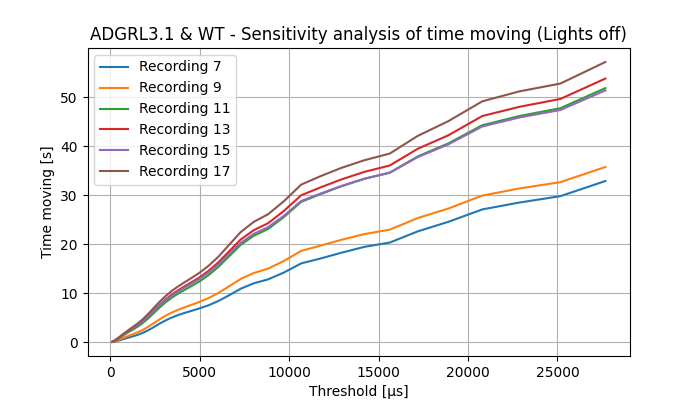 ADGRL3.1 & WT - Sensitivity analysis of time moving (Lights off)
Recording 7
Recording 9
Recording 11
Recording 13
Recording 15
Recording 17
Time moving [s]
50
40
30
20
10
0
0 5000 10000 15000 20000 25000
Threshold [µs]